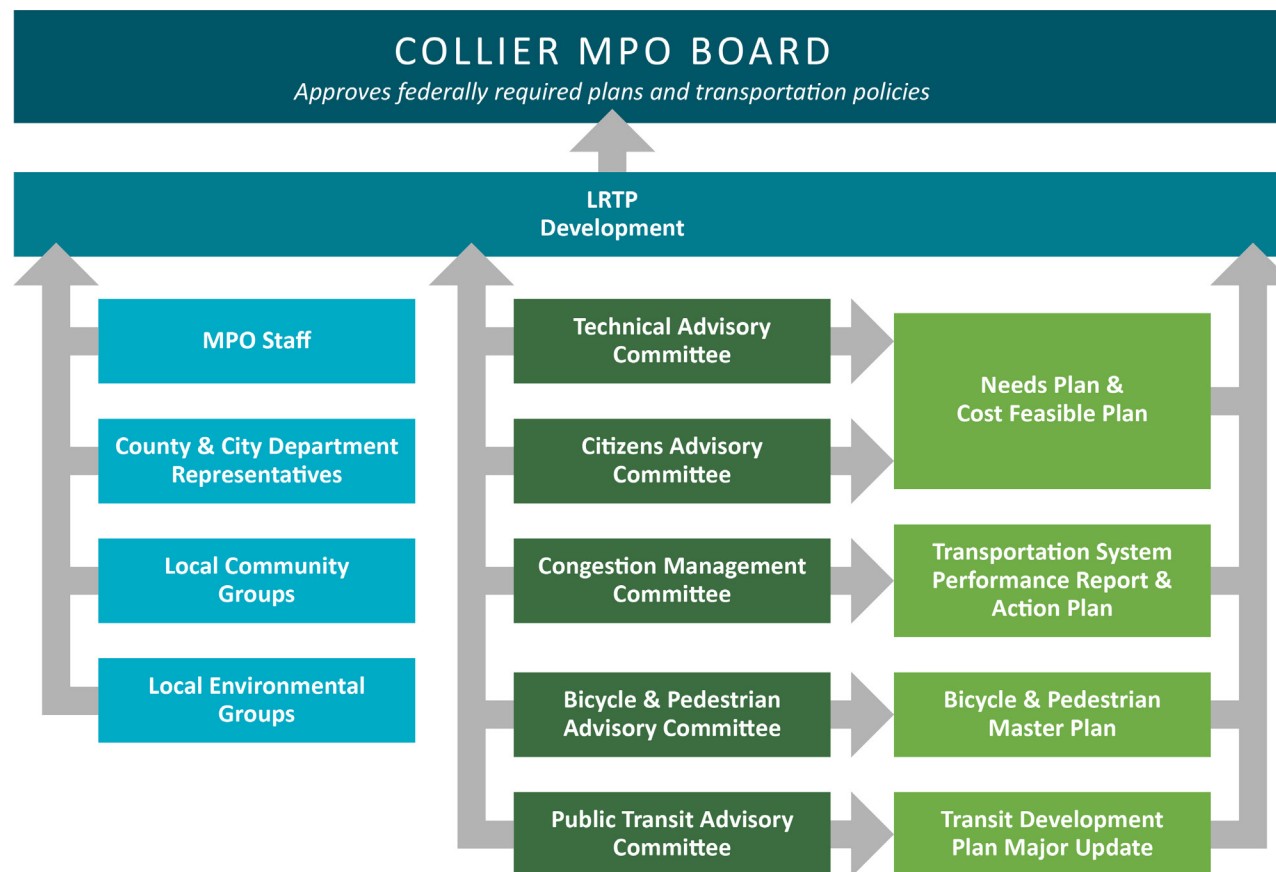 COLLIER MPO BOARD
Approves federally required plans and transportation policies
LRTP
Development
MPO Staff
County & City Department
Representatives
Local Community
Groups
Local Environmental
Groups
Technical Advisory
Committee
Citizens Advisory
Committee
Congestion Management
Committee
Bicycle & Pedestrian
Advisory Committee
Public Transit Advisory
Committee
Needs Plan &
Cost Feasible Plan
Transportation System
Performance Report &
Action Plan
Bicycle & Pedestrian
Master Plan
Transit Development
Plan Major Update